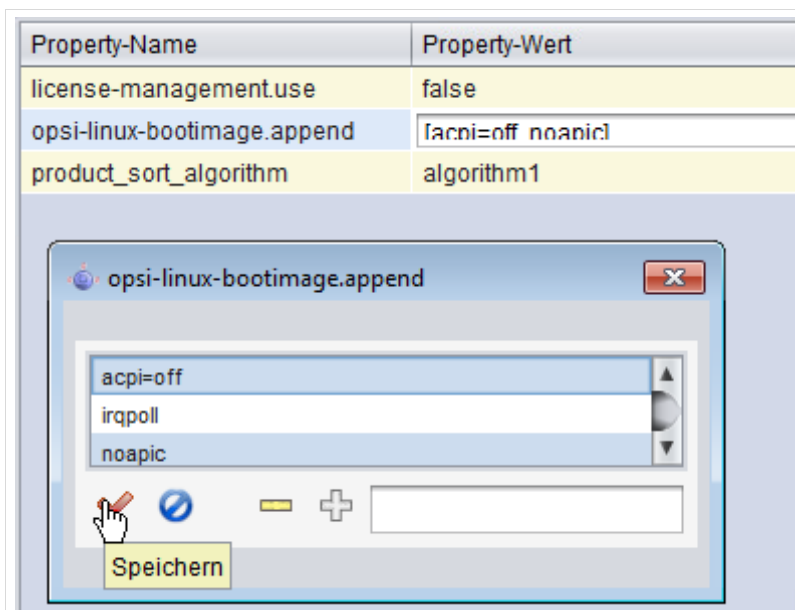 Property-Name Property-Wert
license-management.use false
opsi-linux-bootimage.append [acpi=off noapic]
product_sort_algorithm algorithm1
opsi-linux-bootimage.append
acpi=off
irqpoll
noapic
Speichern